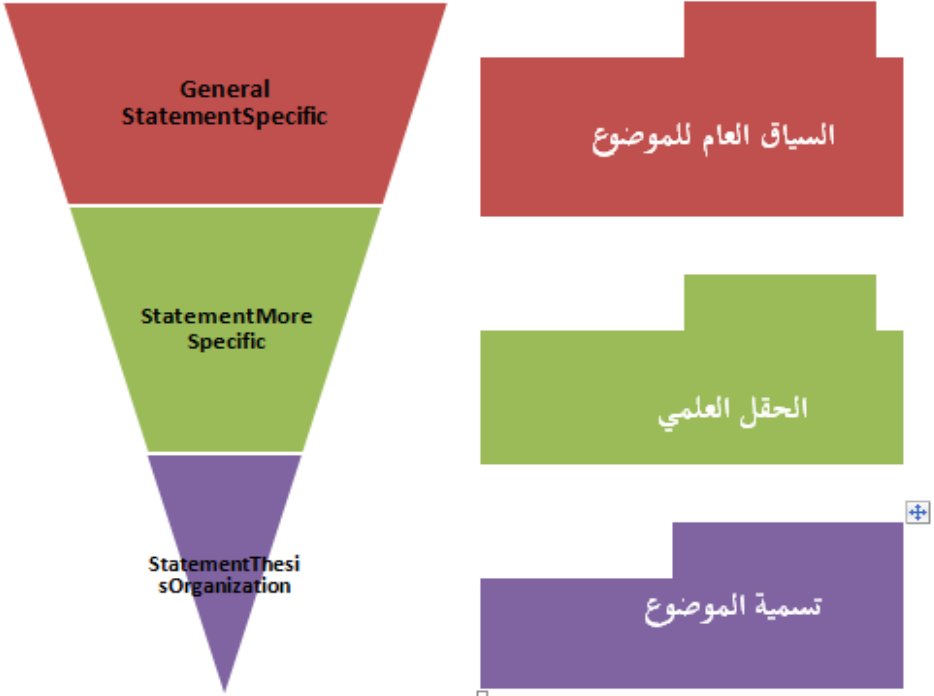 General
StatementSpecific
السياق العام للموضوع
StatementMore
Specific
الحقل العلمي
StatementThesi
sOrganization
تسمية الموضوع